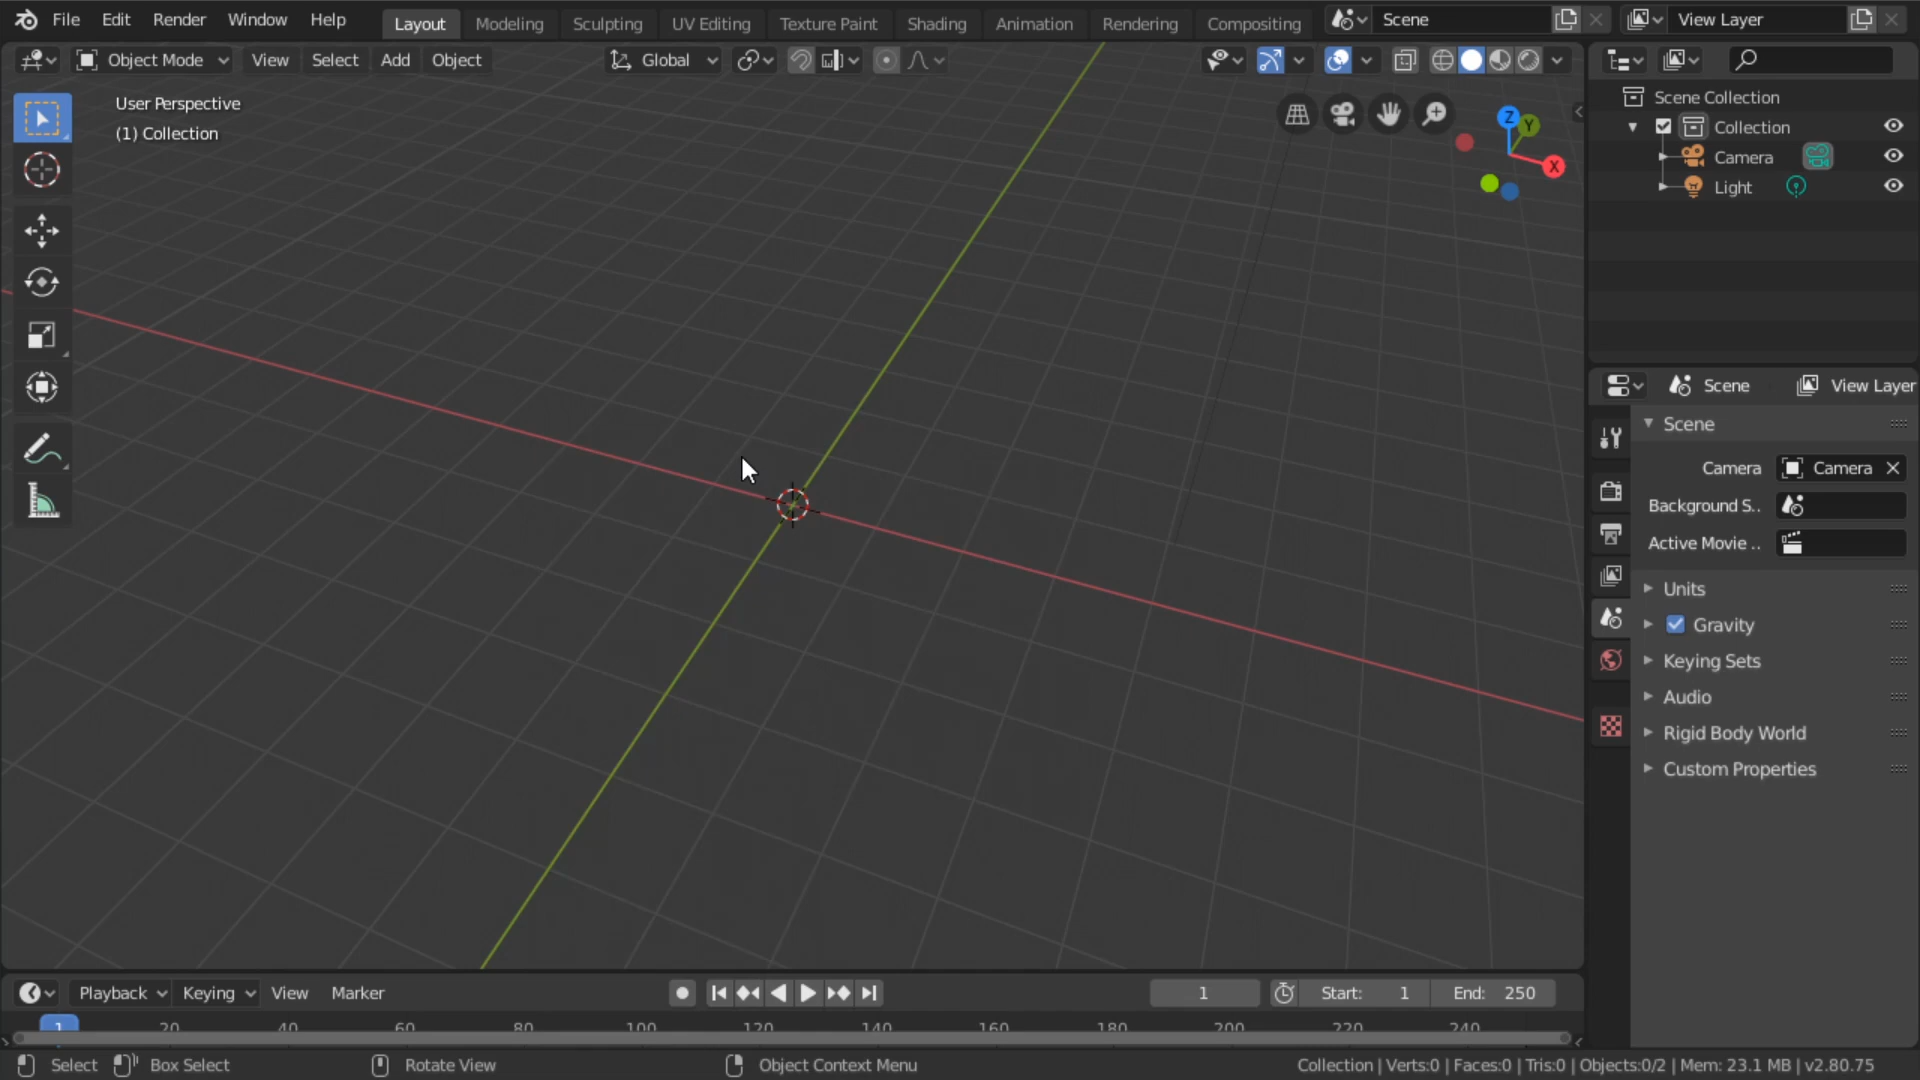 File Edit Render Window Help Layout Modeling Sculpting UV Editing Texture Paint Shading Animation Rendering Compositing Scene View Layer
Object Mode View Select Add Object Global
User Perspective
(1) Collection
Z Y
X
Scene Collection
Collection
Camera
Light
Scene View Layer
Scene
Camera Camera
Background S..
Active Movie ..
Units
Gravity
Keying Sets
Audio
Rigid Body World
Custom Properties
Playback Keying View Marker 1 Start: 1 End: 250
1 20 40 60 80 100 120 140 160 180 200 220 240
Select Box Select Rotate View Object Context Menu Collection | Verts:0 | Faces:0 | Tris:0 | Objects:0/2 | Mem: 23.1 MB | v2.80.75